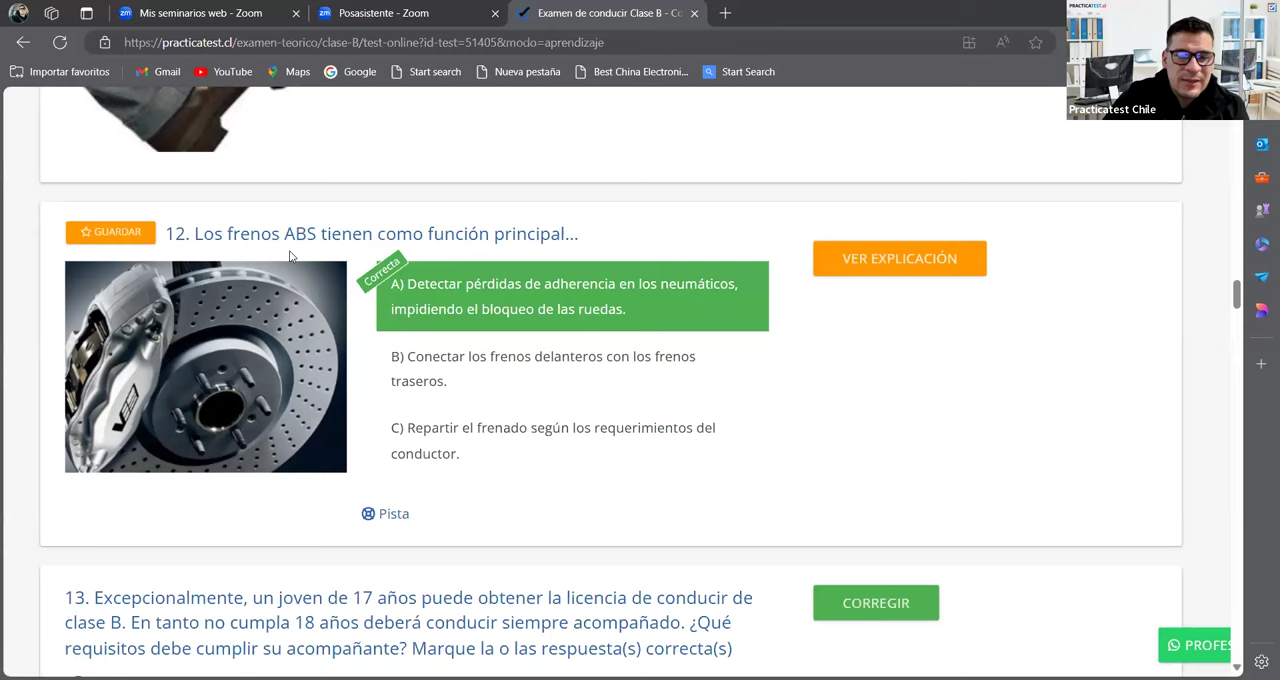 Mis seminarios web - Zoom
Posasistente - Zoom
Examen de conducir Clase B - Co
https://practicatest.cl/examen-teorico/clase-B/test-online?id-test=51405&modo=aprendizaje
Importar favoritos
Gmail
YouTube
Maps
Google
Start search
Nueva pestaña
Best China Electroni...
Start Search
PRACTICATEST.cl
Practicatest Chile
GUARDAR
12. Los frenos ABS tienen como función principal...
VER EXPLICACIÓN
Correcta
A) Detectar pérdidas de adherencia en los neumáticos,
impidiendo el bloqueo de las ruedas.
B) Conectar los frenos delanteros con los frenos
traseros.
C) Repartir el frenado según los requerimientos del
conductor.
Pista
13. Excepcionalmente, un joven de 17 años puede obtener la licencia de conducir de
clase B. En tanto no cumpla 18 años deberá conducir siempre acompañado. ¿Qué
requisitos debe cumplir su acompañante? Marque la o las respuesta(s) correcta(s)
CORREGIR
PROFES